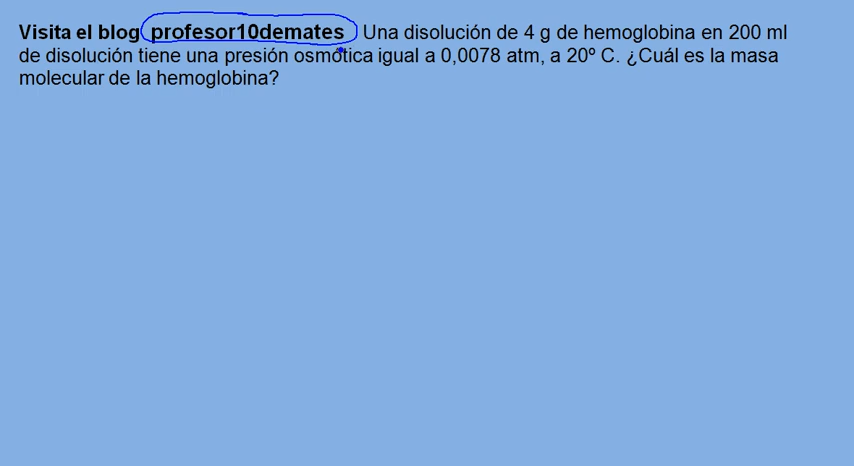 Visita el blog profesor10demates Una disolución de 4 g de hemoglobina en 200 ml
de disolución tiene una presión osmótica igual a 0,0078 atm, a 20º C. ¿Cuál es la masa
molecular de la hemoglobina?